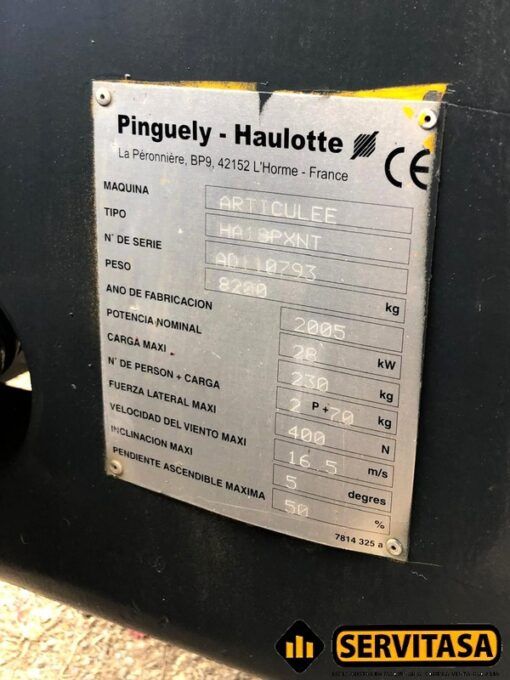 Pinguely - Haulotte
La Péronnière, BP9, 42152 L'Horme - France
CE
MAQUINA ARTICULEE
TIPO HA18PXNT
N° DE SERIE AD110793
PESO 8200 kg
ANO DE FABRICACION 2005
POTENCIA NOMINAL 28 kW
CARGA MAXI 230 kg
N° DE PERSON + CARGA 2 P + 70 kg
FUERZA LATERAL MAXI 400 N
VELOCIDAD DEL VIENTO MAXI 16.5 m/s
INCLINACION MAXI 5 degres
PENDIENTE ASCENDIBLE MAXIMA 50 %
7814 325 a
SERVITASA